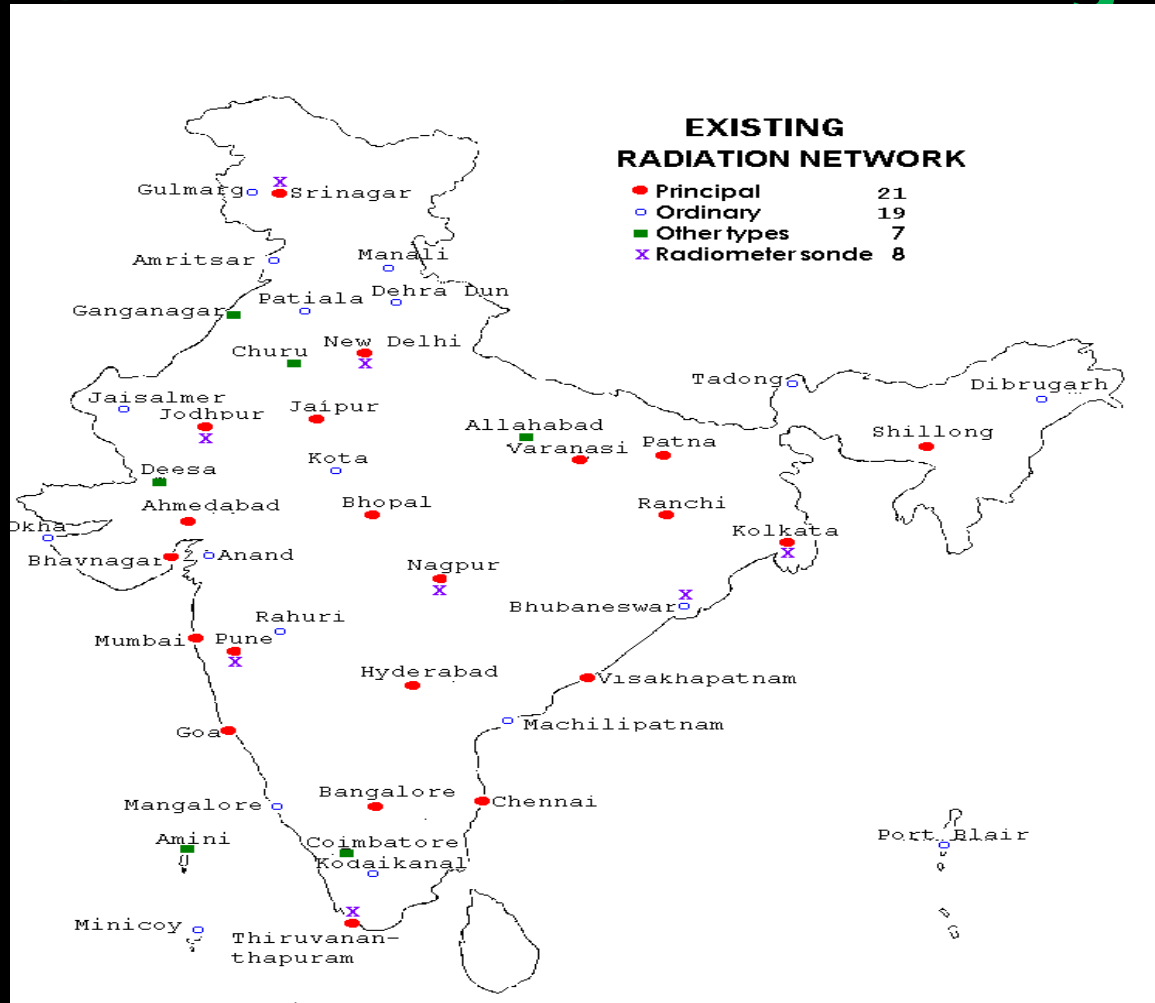 EXISTING
RADIATION NETWORK
Principal 21
Ordinary 19
Other types 7
x Radiometer sonde 8
x
Gulmarg Srinagar
Amritsar Manali
Patiala Dehra Dun
Ganganagar
Churu New Delhi
x
Tadong Dibrugarh
Jaisalmer
Jodhpur Jaipur
x
Allahabad
Varanasi Patna Shillong
Deesa Kota
Ahmedabad Bhopal Ranchi
Okha Kolkata
x
Bhavnagar Anand
Nagpur
x
Bhubaneswar x
Rahuri
Mumbai Pune
x
Hyderabad Visakhapatnam
Goa Machilipatnam
Mangalore Bangalore Chennai
Amini Coimbatore Port Blair
Kodaikanal
x
Minicoy Thiruvanan-
thapuram